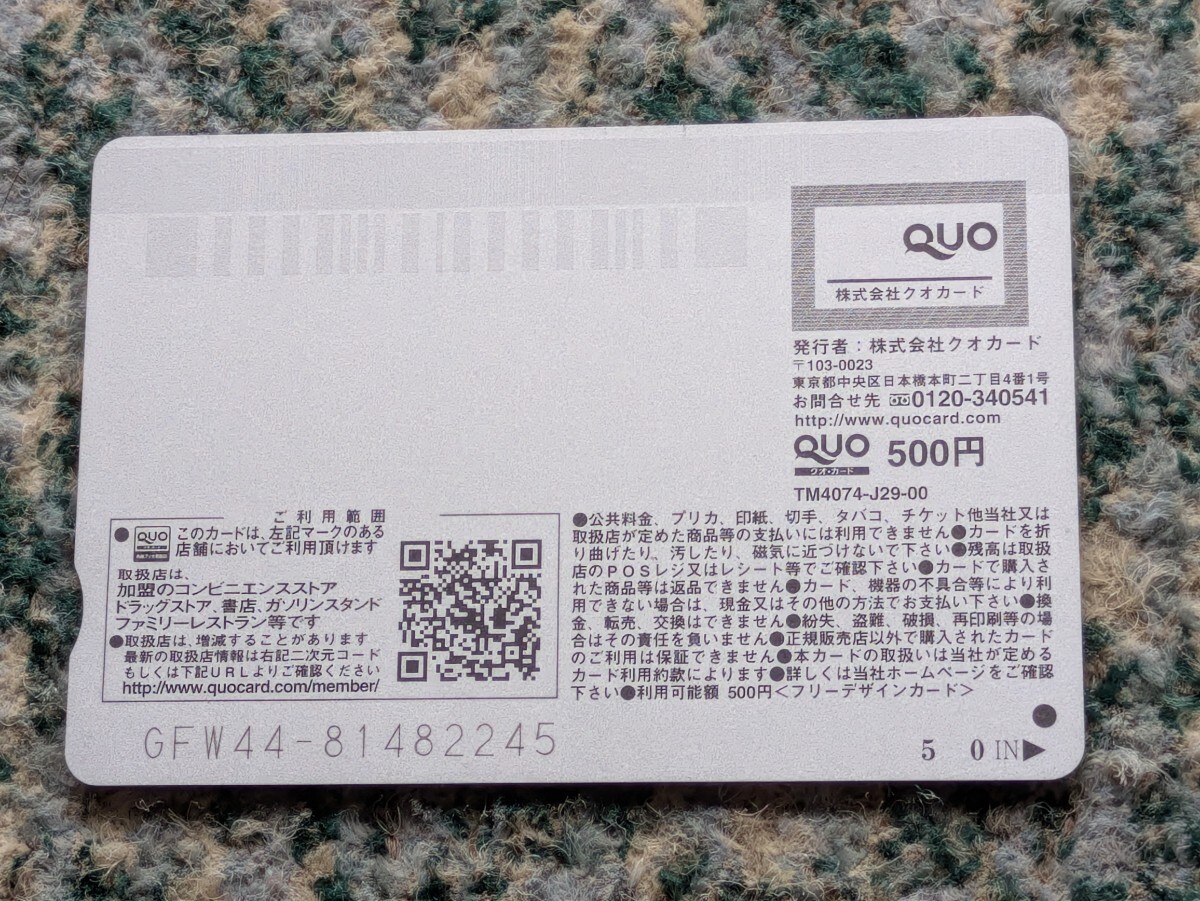 QUO
株式会社クオカード
発行者：株式会社クオカード
〒103-0023
東京都中央区日本橋本町二丁目4番1号
お問合せ先 0120-340541
http://www.quocard.com
QUO 500円
クオ・カード
TM4074-J29-00
ご利用範囲
●QUO このカードは、左記マークのある
店舗においてご利用頂けます
取扱店は、
加盟のコンビニエンスストア
ドラッグストア、書店、ガソリンスタンド
ファミリーレストラン等です
●取扱店は、増減することがあります
最新の取扱店情報は右記二次元コード
もしくは下記URLよりご確認ください
http://www.quocard.com/member/
●公共料金、プリカ、印紙、切手、タバコ、チケット他当社又は
取扱店が定めた商品等の支払いには利用できません●カードを折
り曲げたり、汚したり、磁気に近づけないで下さい●残高は取扱
店のPOSレジ又はレシート等でご確認下さい●カードで購入さ
れた商品等は返品できません●カード、機器の不具合等により利
用できない場合は、現金又はその他の方法でお支払い下さい●換
金、転売、交換はできません●紛失、盗難、破損、再印刷等の場
合はその責任を負いません●正規販売店以外で購入されたカード
のご利用は保証できません●本カードの取扱いは当社が定める
カード利用約款によります●詳しくは当社ホームページをご確認
下さい●利用可能額 500円＜フリーデザインカード＞
GFW44-81482245
5 0 IN▶